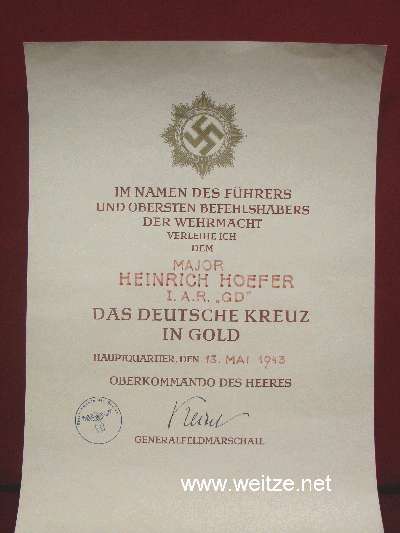 IM NAMEN DES FÜHRERS
UND OBERSTEN BEFEHLSHABERS
DER WEHRMACHT
VERLEIHE ICH
DEM
MAJOR
HEINRICH HOEFER
I.A.R. „GD"
DAS DEUTSCHE KREUZ
IN GOLD
HAUPTQUARTIER, DEN 13. MAI 1943
OBERKOMMANDO DES HEERES
Keitel
GENERALFELDMARSCHALL
www.weitze.net